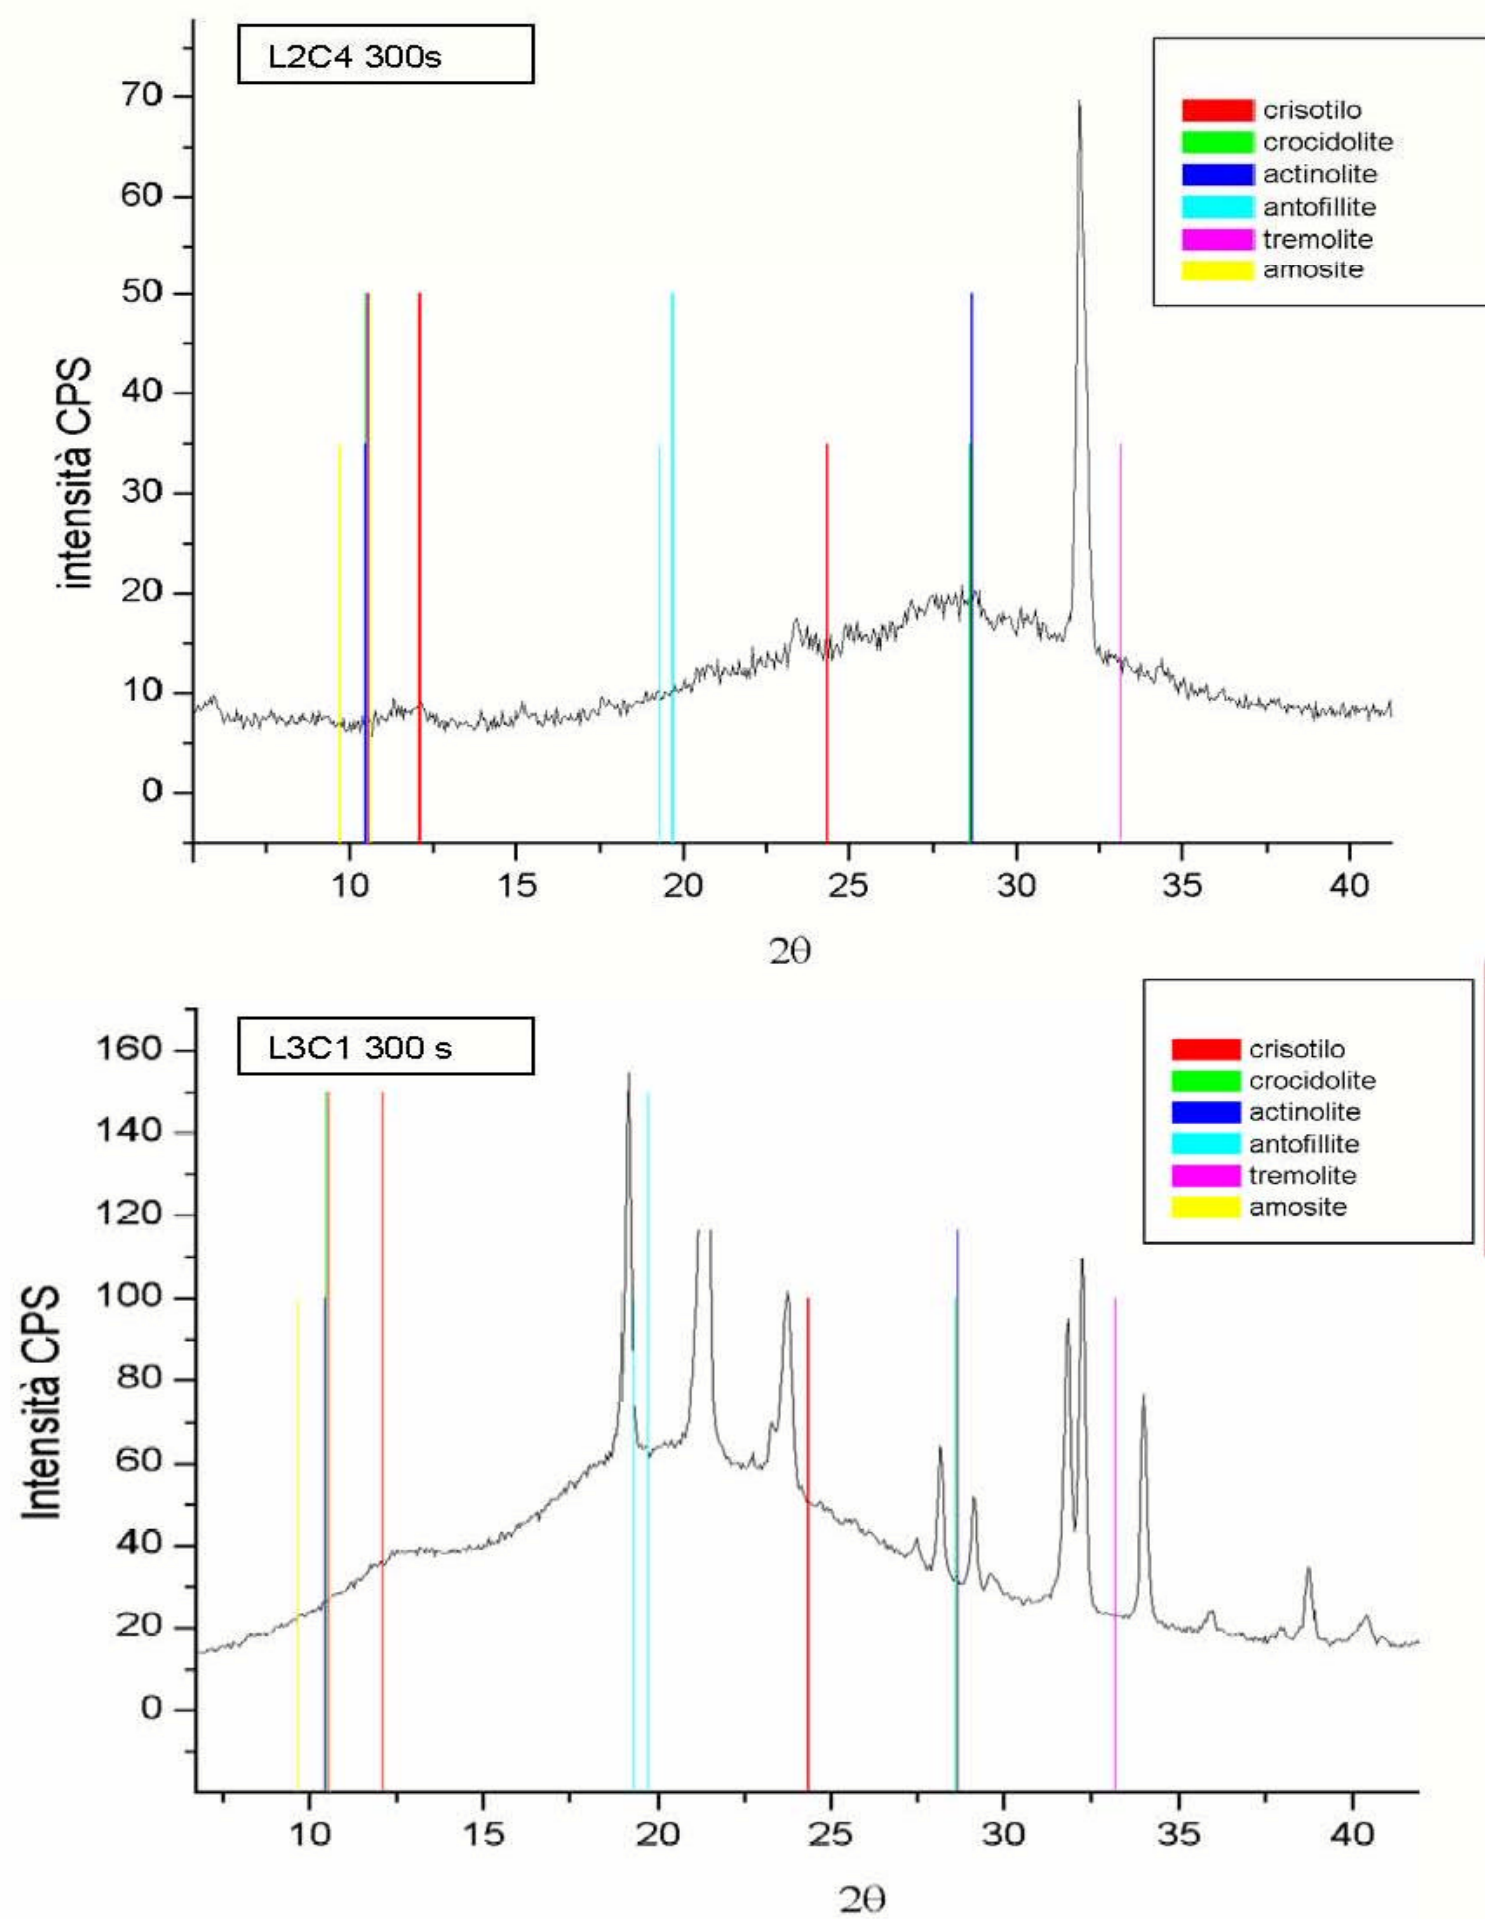 L2C4 300s
crisotilo
crocidolite
actinolite
antofillite
tremolite
amosite
70
60
50
40
30
20
10
0
intensità CPS
10 15 20 25 30 35 40
2θ
L3C1 300 s
crisotilo
crocidolite
actinolite
antofillite
tremolite
amosite
160
140
120
100
80
60
40
20
0
Intensità CPS
10 15 20 25 30 35 40
2θ